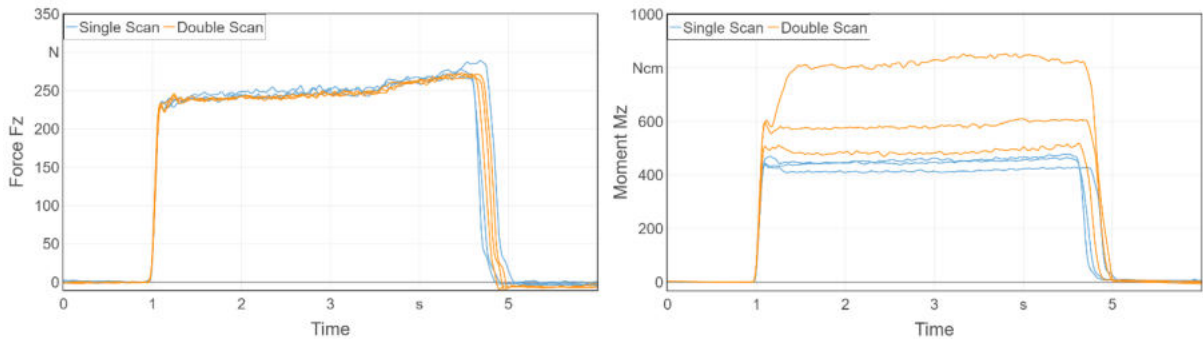 350
Single Scan Double Scan
N
250
200
150
100
50
0
Force Fz
0 1 2 3 s 5
Time
1000
Single Scan Double Scan
Ncm
600
400
200
0
Moment Mz
0 1 2 3 s 5
Time